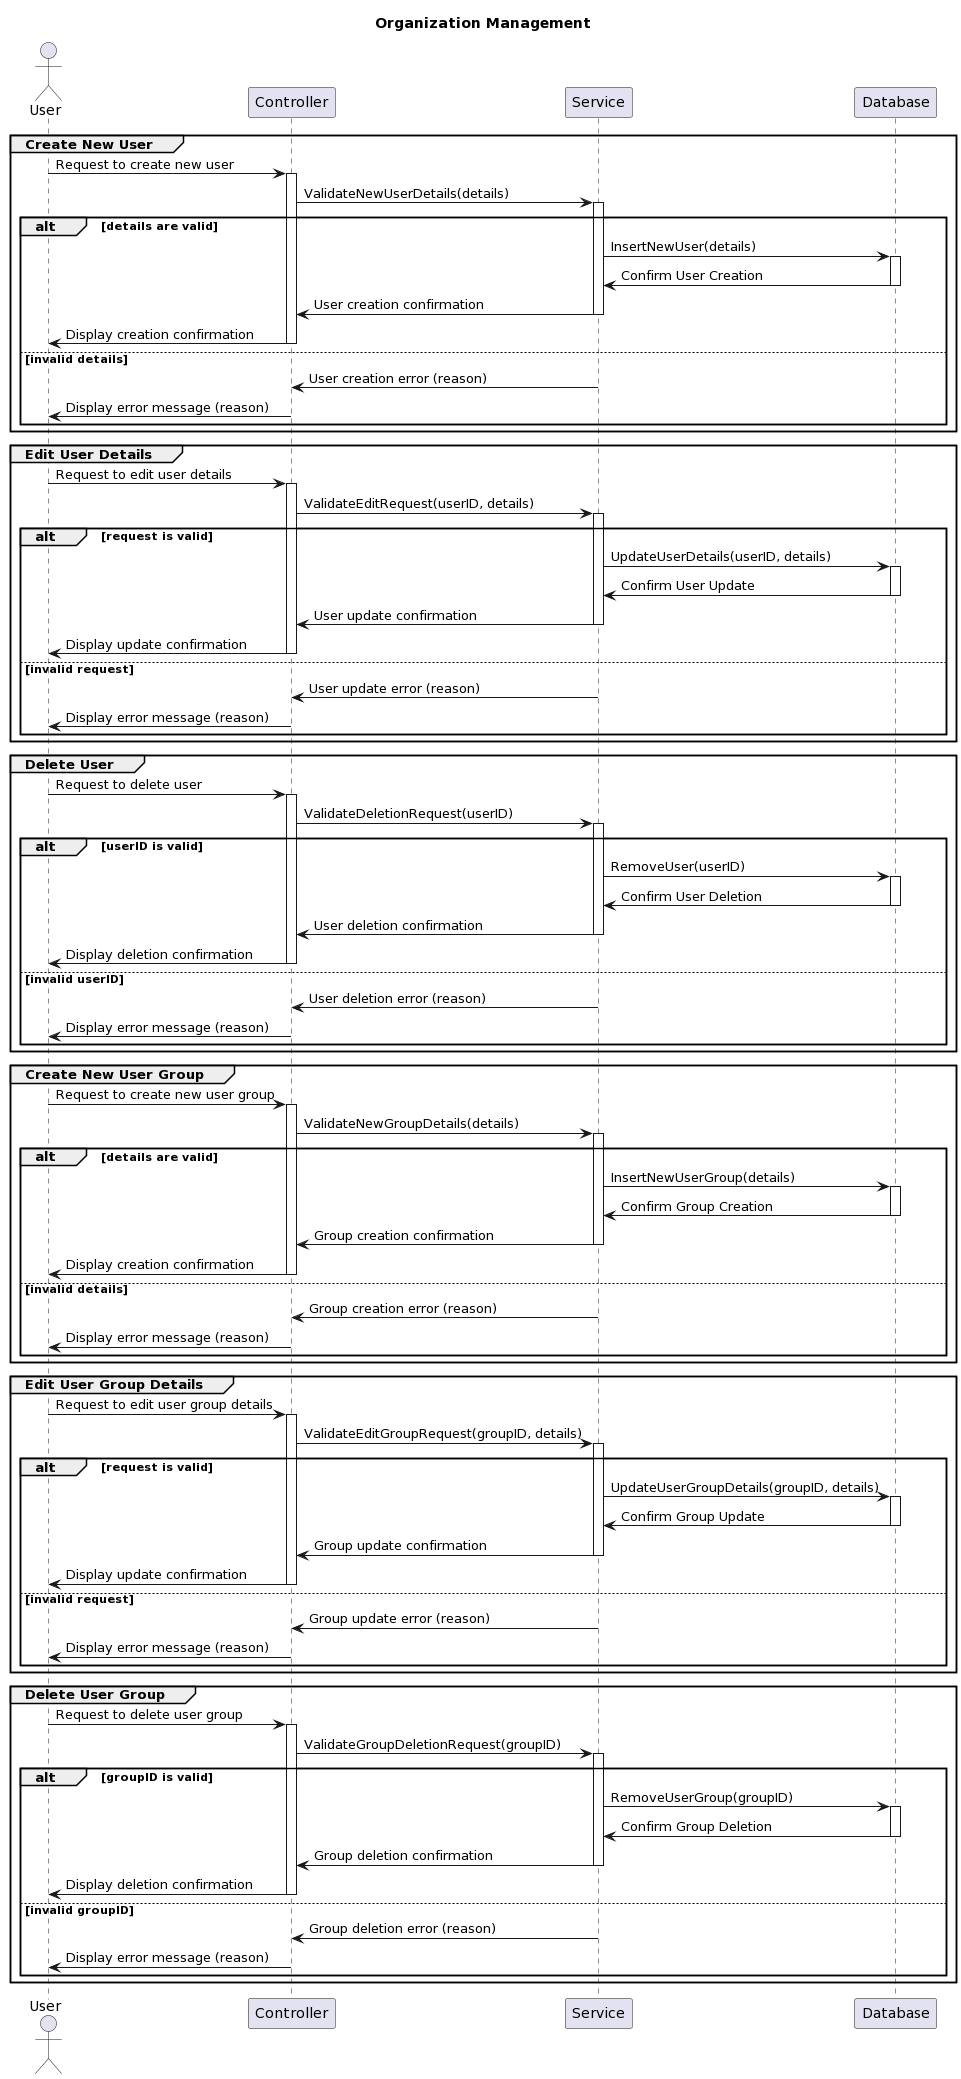 Organization Management
User
Controller
Service
Database
Create New User
Request to create new user
ValidateNewUserDetails(details)
alt [details are valid]
InsertNewUser(details)
Confirm User Creation
User creation confirmation
Display creation confirmation
[invalid details]
User creation error (reason)
Display error message (reason)
Edit User Details
Request to edit user details
ValidateEditRequest(userID, details)
alt [request is valid]
UpdateUserDetails(userID, details)
Confirm User Update
User update confirmation
Display update confirmation
[invalid request]
User update error (reason)
Display error message (reason)
Delete User
Request to delete user
ValidateDeletionRequest(userID)
alt [userID is valid]
RemoveUser(userID)
Confirm User Deletion
User deletion confirmation
Display deletion confirmation
[invalid userID]
User deletion error (reason)
Display error message (reason)
Create New User Group
Request to create new user group
ValidateNewGroupDetails(details)
alt [details are valid]
InsertNewUserGroup(details)
Confirm Group Creation
Group creation confirmation
Display creation confirmation
[invalid details]
Group creation error (reason)
Display error message (reason)
Edit User Group Details
Request to edit user group details
ValidateEditGroupRequest(groupID, details)
alt [request is valid]
UpdateUserGroupDetails(groupID, details)
Confirm Group Update
Group update confirmation
Display update confirmation
[invalid request]
Group update error (reason)
Display error message (reason)
Delete User Group
Request to delete user group
ValidateGroupDeletionRequest(groupID)
alt [groupID is valid]
RemoveUserGroup(groupID)
Confirm Group Deletion
Group deletion confirmation
Display deletion confirmation
[invalid groupID]
Group deletion error (reason)
Display error message (reason)
User
Controller
Service
Database